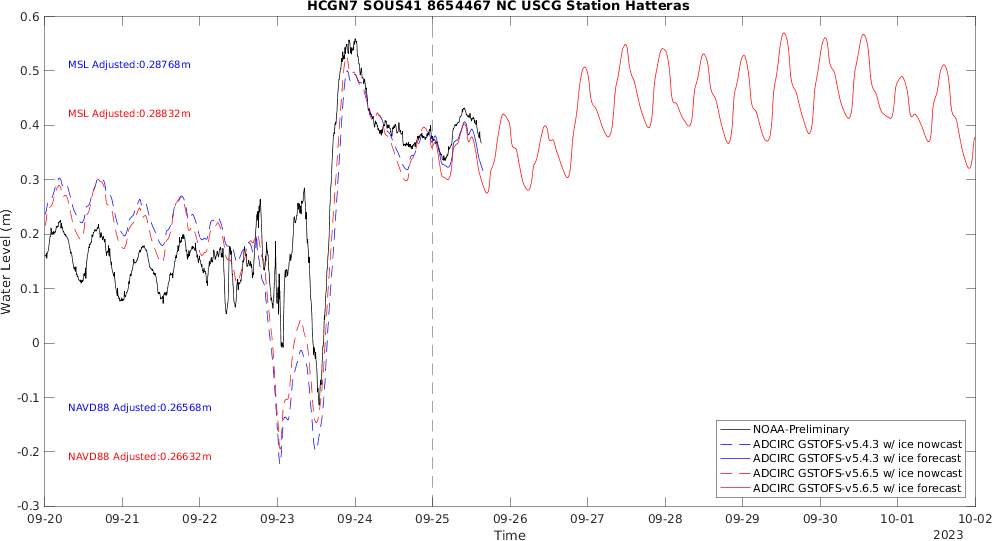 HCGN7 SOUS41 8654467 NC USCG Station Hatteras
0.6
0.5
0.4
0.3
0.2
0.1
0
-0.1
-0.2
-0.3
Water Level (m)
MSL Adjusted:0.28768m
MSL Adjusted:0.28832m
NAVD88 Adjusted:0.26568m
NAVD88 Adjusted:0.26632m
NOAA-Preliminary
ADCIRC GSTOFS-v5.4.3 w/ ice nowcast
ADCIRC GSTOFS-v5.4.3 w/ ice forecast
ADCIRC GSTOFS-v5.6.5 w/ ice nowcast
ADCIRC GSTOFS-v5.6.5 w/ ice forecast
09-20 09-21 09-22 09-23 09-24 09-25 09-26 09-27 09-28 09-29 09-30 10-01 10-02
Time
2023